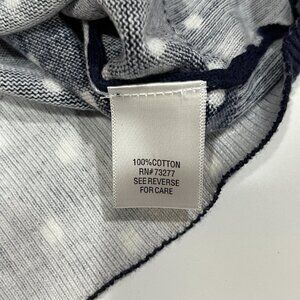 100%COTTON
RN# 73277
SEE REVERSE
FOR CARE